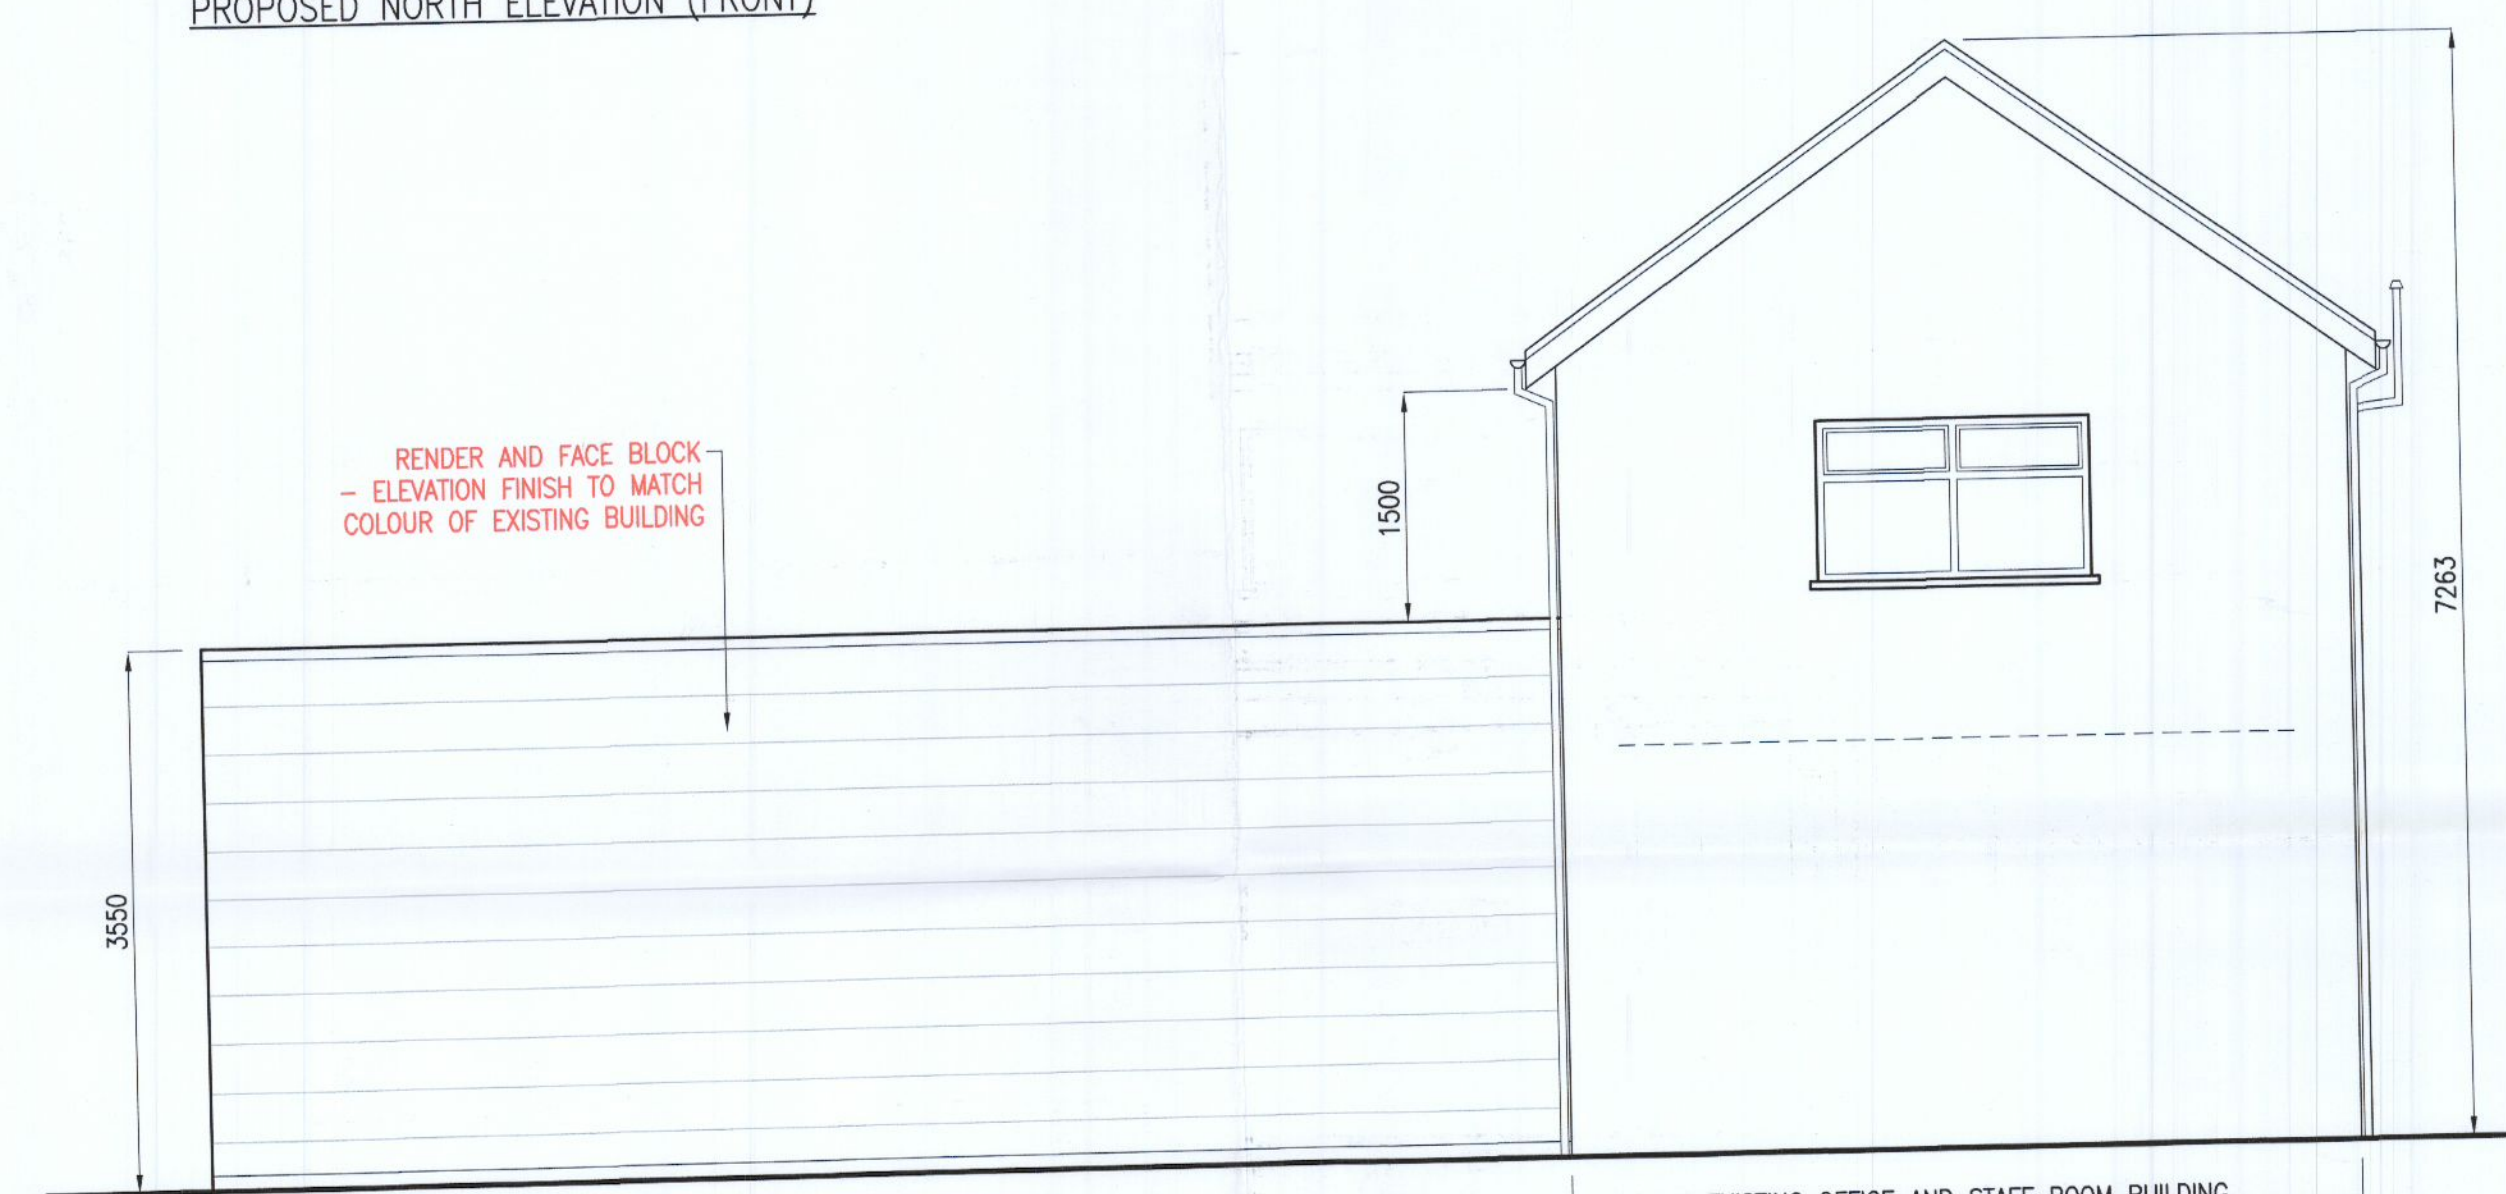 PROPOSED NORTH ELEVATION (FRONT)
RENDER AND FACE BLOCK
– ELEVATION FINISH TO MATCH
COLOUR OF EXISTING BUILDING
1500
7263
3550
EXISTING OFFICE AND STAFF ROOM BUILDING